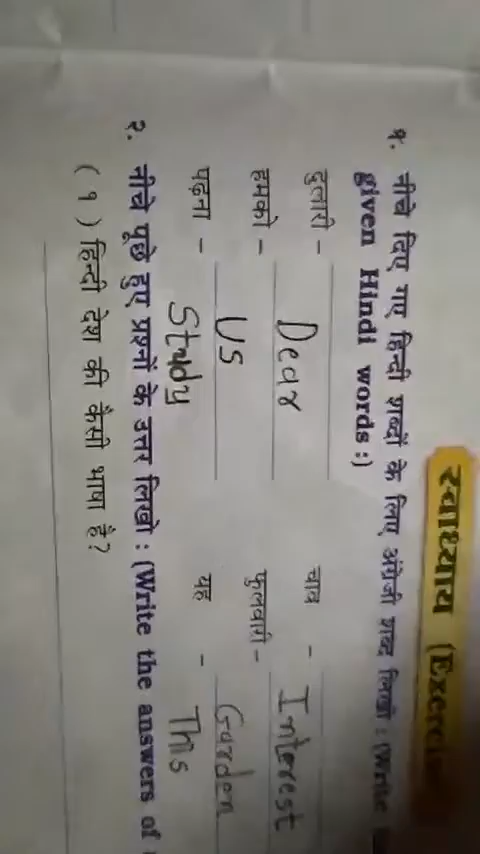 स्वाध्याय (Exercise
१. नीचे दिए गए हिन्दी शब्दों के लिए अंग्रेजी शब्द लिखो : (Write
given Hindi words :)
दुलारी - Dear चाव - Interest
हमको - Us फुलवारी - Garden
पढ़ना - Study यह - This
२. नीचे पूछे हुए प्रश्नों के उत्तर लिखो : (Write the answers of
( १ ) हिन्दी देश की कैसी भाषा है ?